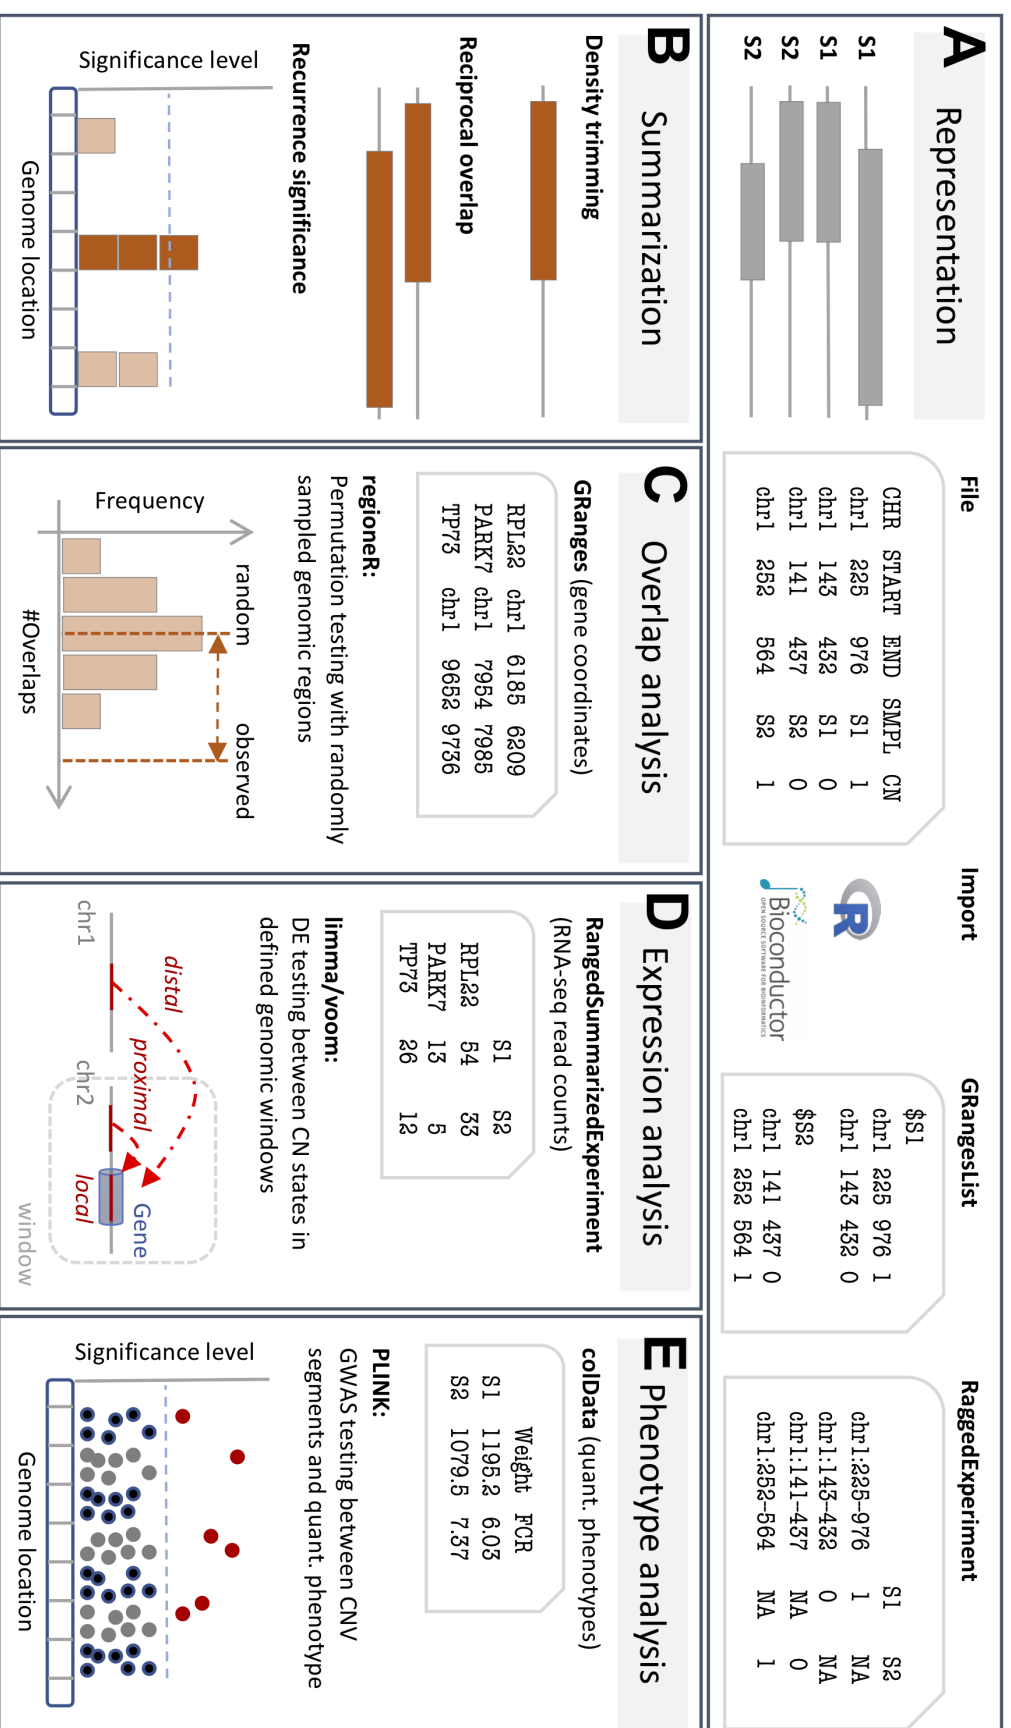 A Representation
S1
S1
S2
S2
File
CHR START END SMPL CN
chr1 225 976 S1 1
chr1 143 432 S1 0
chr1 141 437 S2 0
chr1 252 564 S2 1
Import
R
Bioconductor
OPEN SOURCE SOFTWARE FOR BIOINFORMATICS
GRangesList
$S1
chr1 225 976 1
chr1 143 432 0
$S2
chr1 141 437 0
chr1 252 564 1
RaggedExperiment
S1 S2
chr1:225-976 1 NA
chr1:143-432 0 NA
chr1:141-437 NA 0
chr1:252-564 NA 1
B Summarization
Density trimming
Reciprocal overlap
Recurrence significance
Significance level
Genome location
C Overlap analysis
GRanges (gene coordinates)
RPL22 chr1 6185 6209
PARK7 chr1 7954 7985
TP73 chr1 9652 9736
regioneR:
Permutation testing with randomly
sampled genomic regions
Frequency
random
observed
#Overlaps
D Expression analysis
RangedSummarizedExperiment
(RNA-seq read counts)
S1 S2
RPL22 54 33
PARK7 13 5
TP73 26 12
limma/voom:
DE testing between CN states in
defined genomic windows
distal
proximal
Gene
chr1
chr2
local
window
E Phenotype analysis
colData (quant. phenotypes)
Weight FCR
S1 1195.2 6.03
S2 1079.5 7.37
PLINK:
GWAS testing between CNV
segments and quant. phenotype
Significance level
Genome location